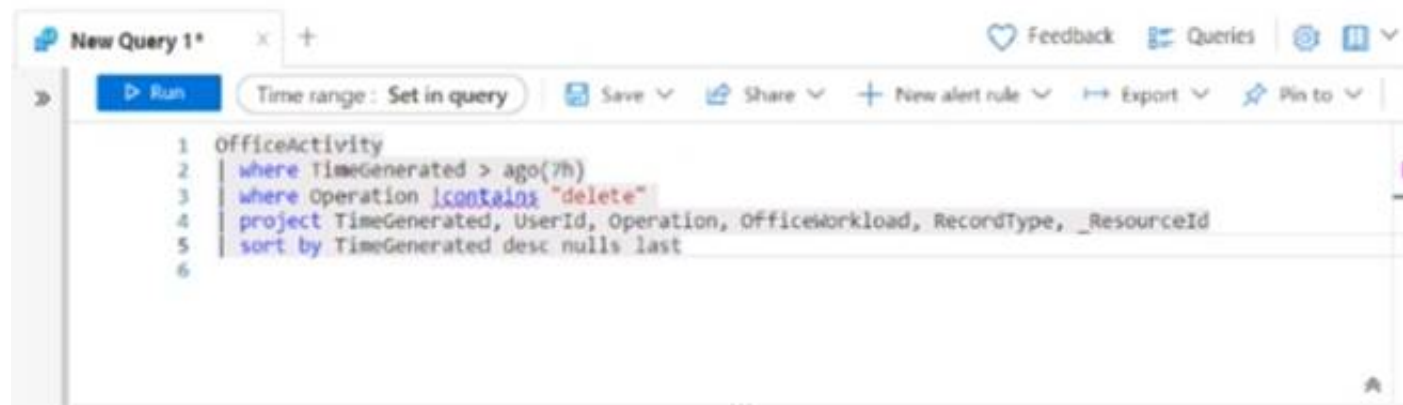 New Query 1* × +
Feedback Queries
Run Time range : Set in query Save Share New alert rule Export Pin to
1 OfficeActivity
2 | where TimeGenerated > ago(7h)
3 | where Operation !contains "delete"
4 | project TimeGenerated, UserId, Operation, OfficeWorkload, RecordType, _ResourceId
5 | sort by TimeGenerated desc nulls last
6